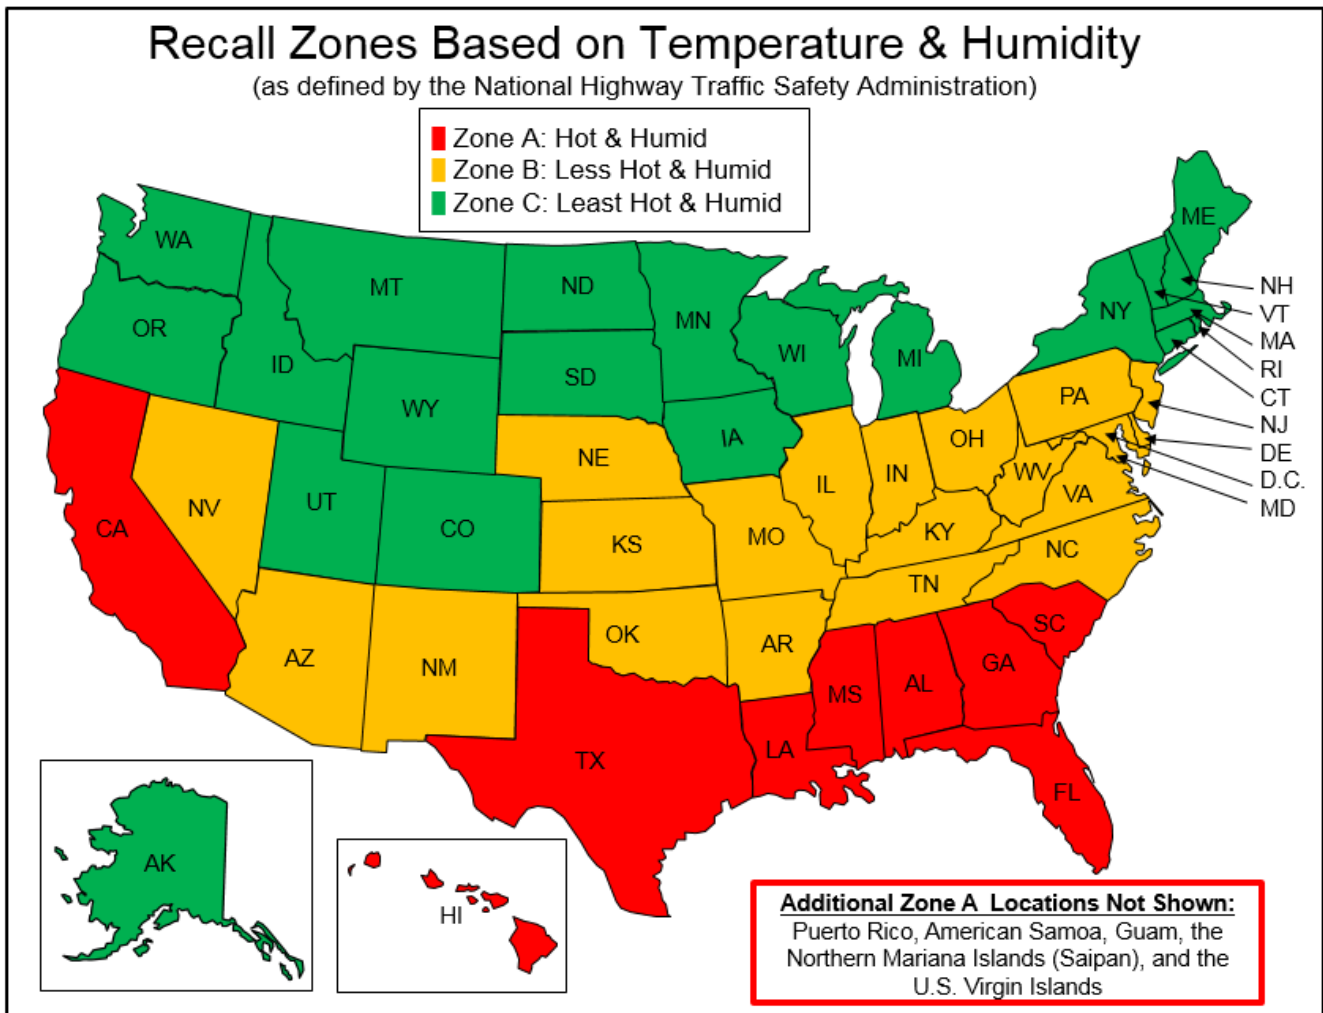 Recall Zones Based on Temperature & Humidity
(as defined by the National Highway Traffic Safety Administration)
Zone A: Hot & Humid
Zone B: Less Hot & Humid
Zone C: Least Hot & Humid
WA
MT
ND
MN
ME
OR
ID
WY
SD
WI
MI
NY
NH
VT
MA
RI
CT
NJ
DE
D.C.
MD
IA
PA
NE
IL
IN
OH
WV
VA
NV
UT
CO
CA
KS
MO
KY
NC
TN
AZ
NM
OK
AR
SC
GA
AL
MS
TX
LA
FL
AK
HI
Additional Zone A Locations Not Shown:
Puerto Rico, American Samoa, Guam, the
Northern Mariana Islands (Saipan), and the
U.S. Virgin Islands